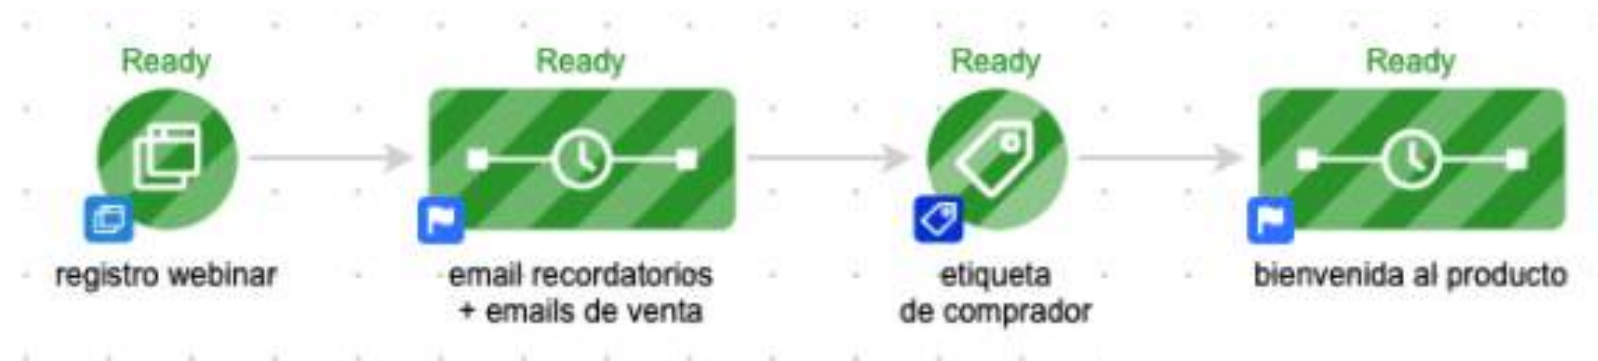 Ready
Ready
Ready
Ready
registro webinar
email recordatorios
+ emails de venta
etiqueta
de comprador
bienvenida al producto